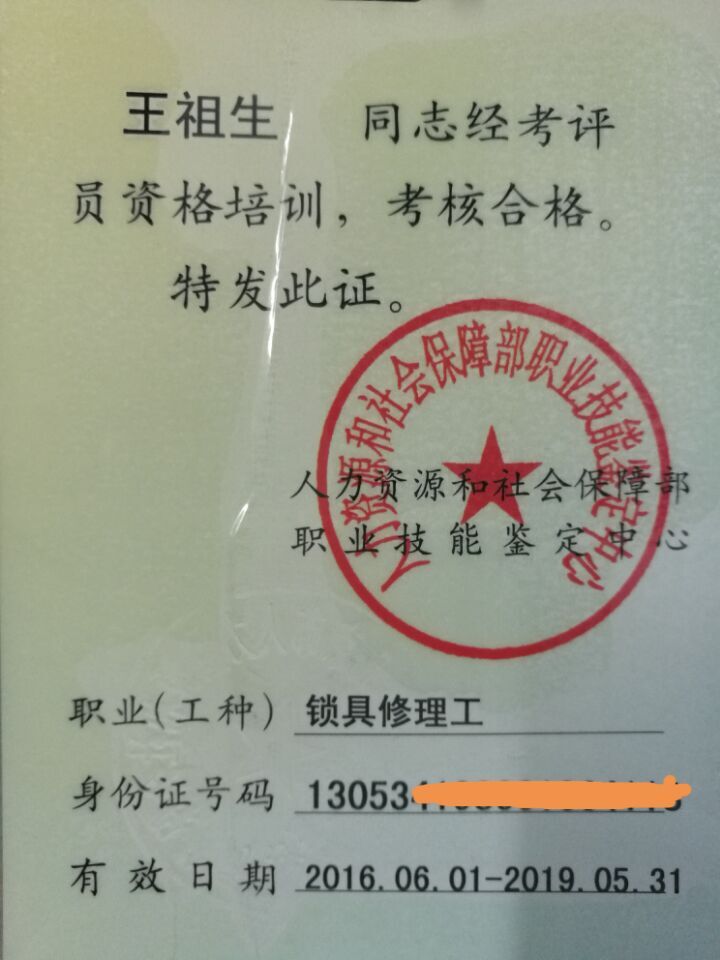 王祖生 同志经考评
员资格培训，考核合格。
特发此证。
人力资源和社会保障部职业技能鉴定中心
人力资源和社会保障部
职业技能鉴定中心
职业(工种) 锁具修理工
身份证号码 130534
有效日期 2016.06.01-2019.05.31